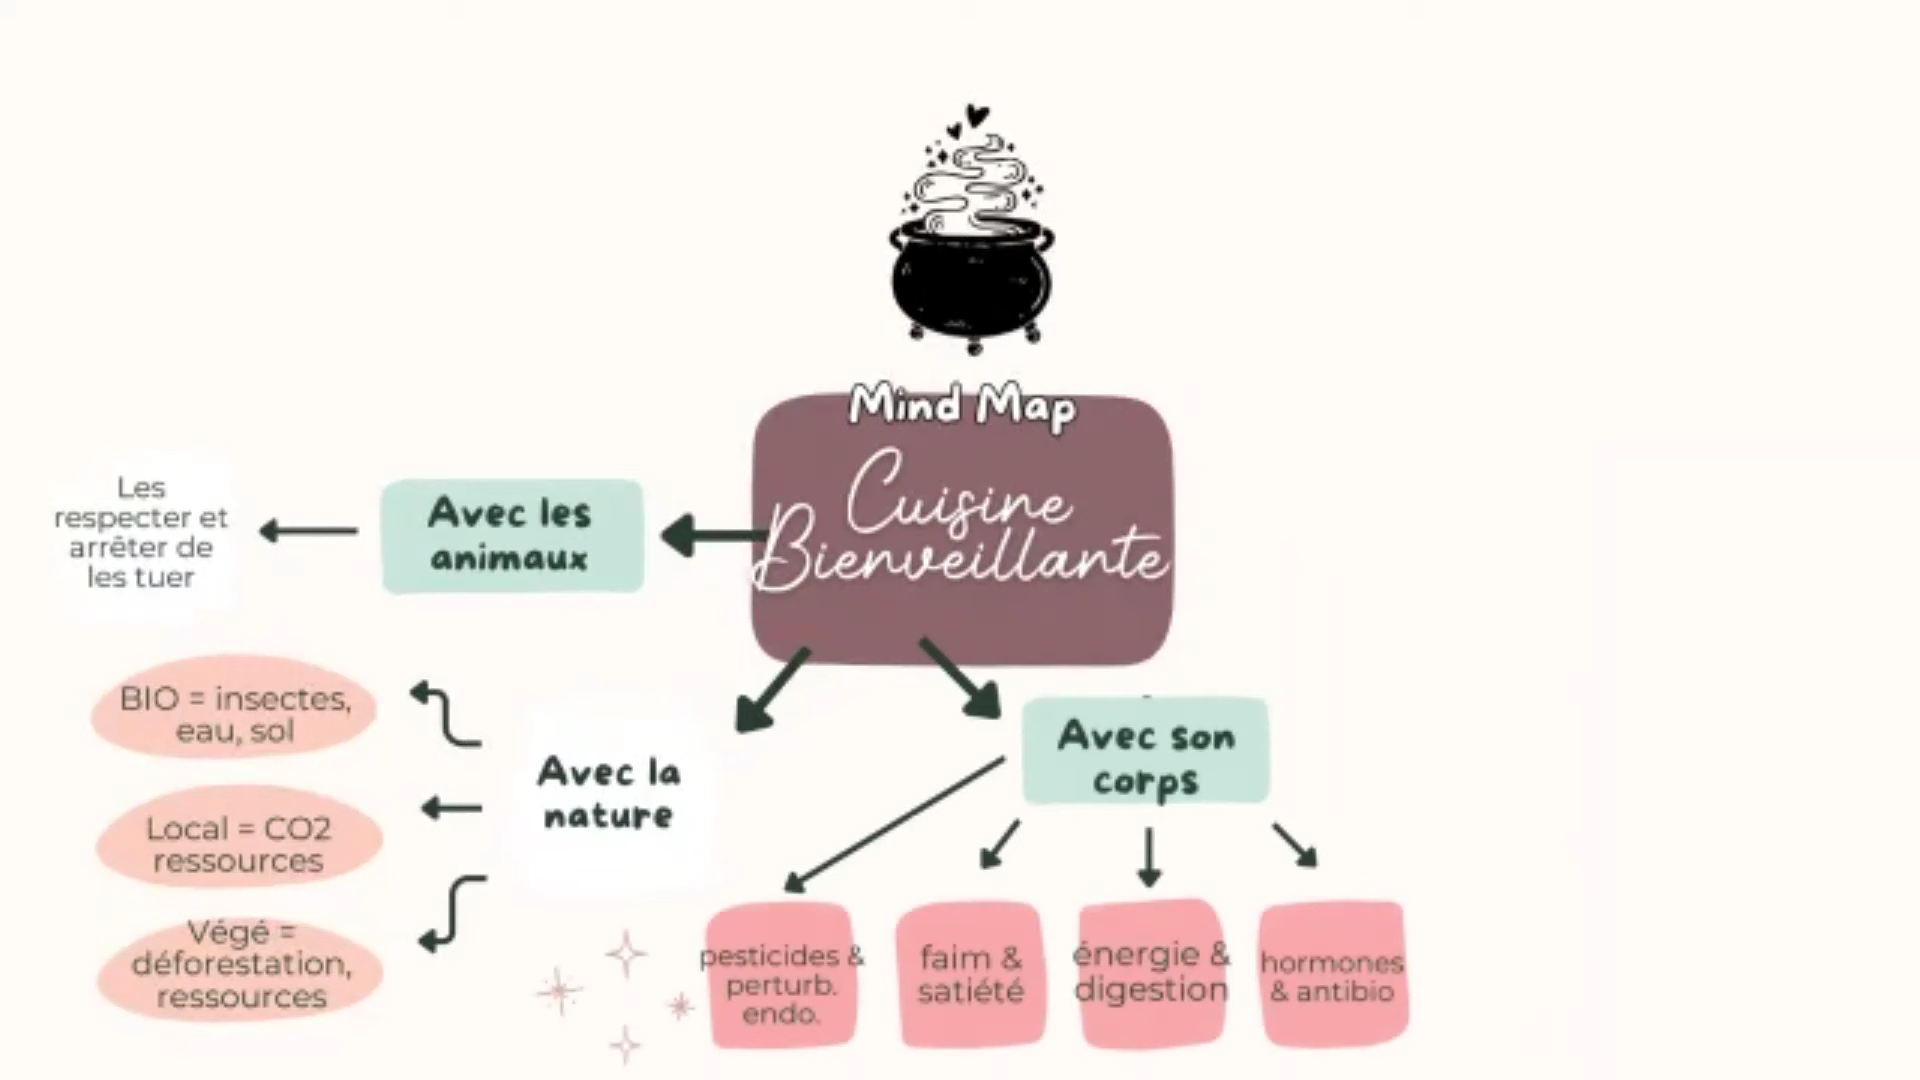 Mind Map
Cuisine
Bienveillante
Avec les
animaux
Les
respecter et
arrêter de
les tuer
Avec la
nature
BIO = insectes,
eau, sol
Local = CO2
ressources
Végé =
déforestation,
ressources
Avec son
corps
pesticides &
perturb.
endo.
faim &
satiété
énergie &
digestion
hormones
& antibio